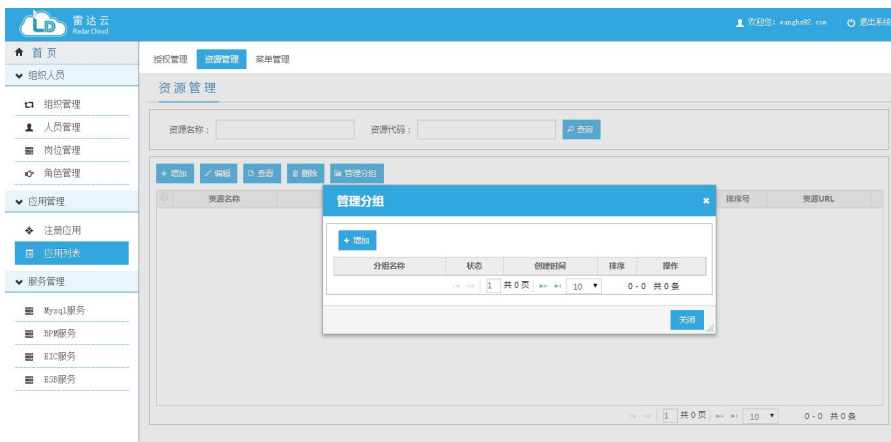 雷达云
Radar Cloud
欢迎您: wangbz02.com 退出系统
首页
组织人员
组织管理
人员管理
岗位管理
角色管理
应用管理
注册应用
应用列表
服务管理
Mysql服务
BPM服务
EIC服务
ESB服务
授权管理 资源管理 菜单管理
资源管理
资源名称: 资源代码: 查询
+ 增加 编辑 查看 删除 管理分组
资源名称 排序号 资源URL
管理分组 ×
+ 增加
分组名称 状态 创建时间 排序 操作
1 共 0 页 10 0 - 0 共 0 条
关闭
1 共 0 页 10 0 - 0 共 0 条